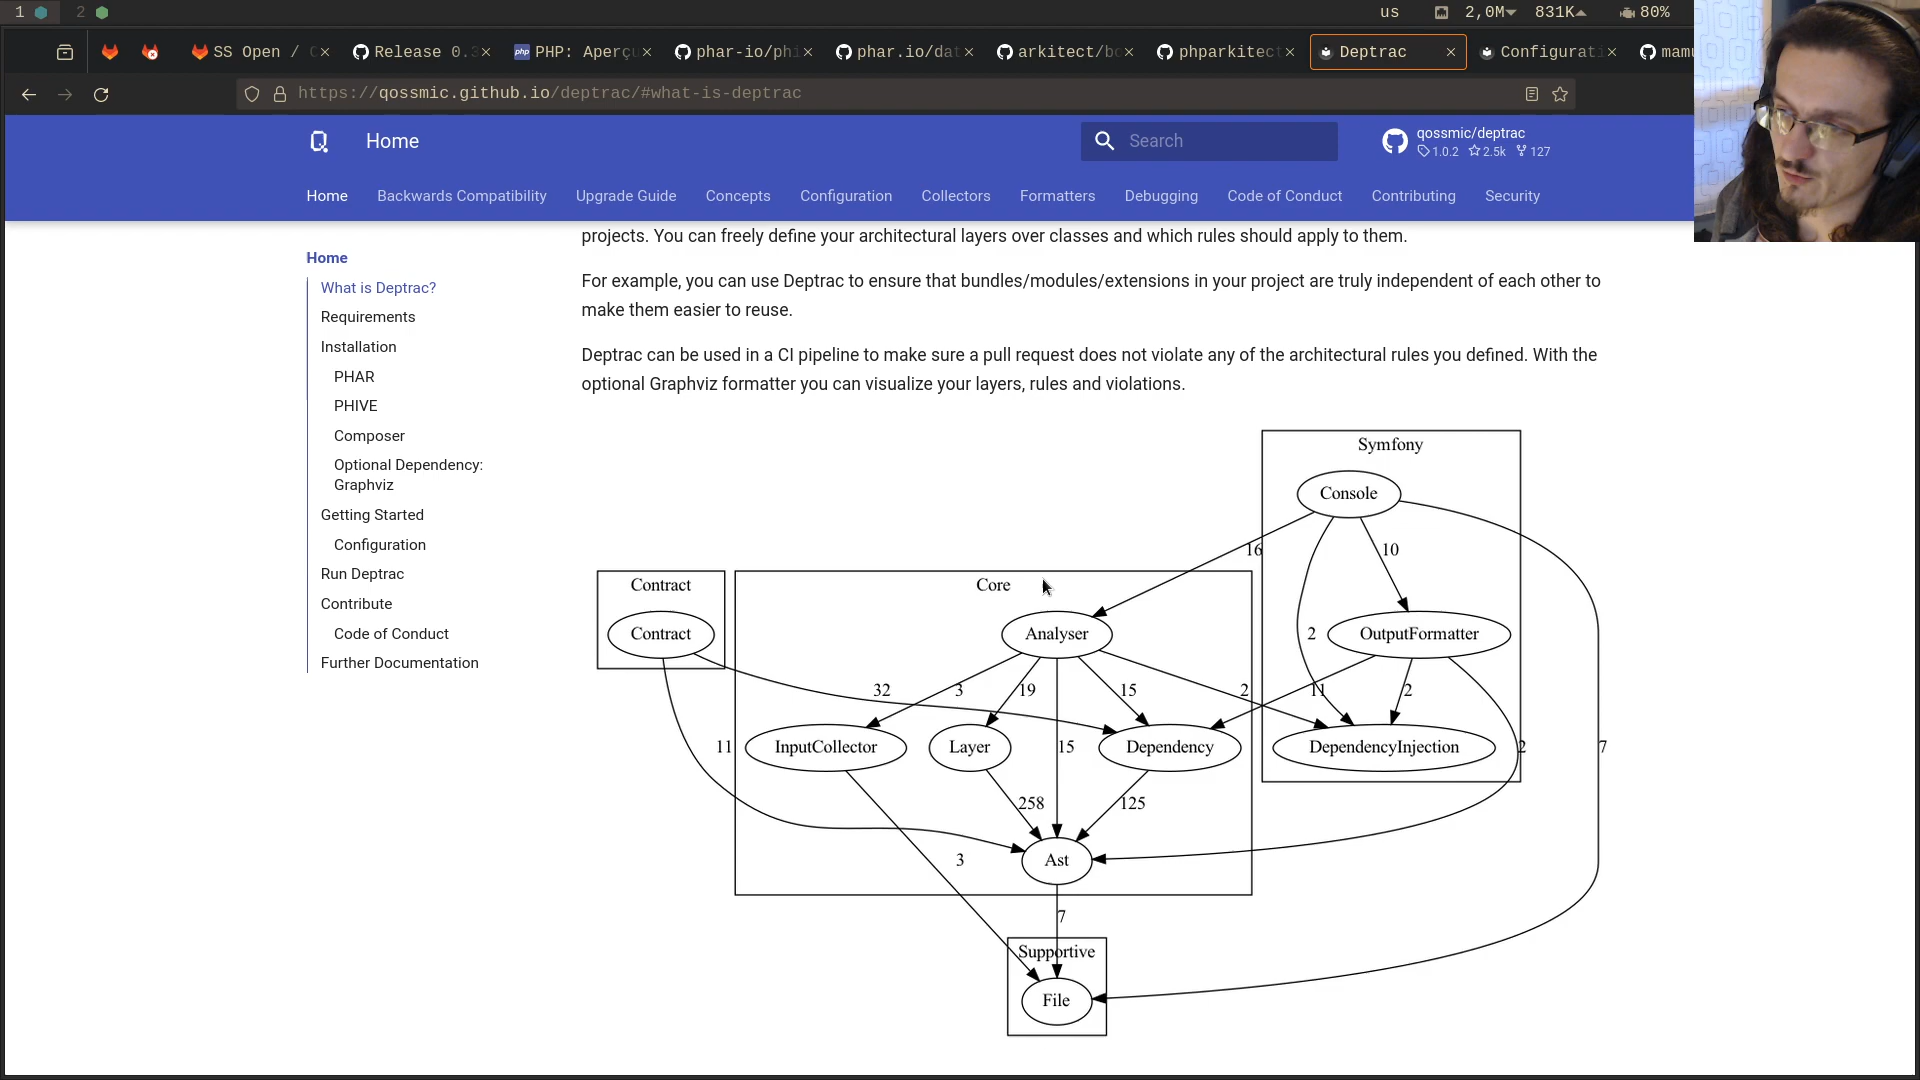 1 2 us 2,0M 831K 80%
SS Open / C Release 0.3 PHP: Aperçu phar-io/phi phar.io/dat arkitect/bo phparkitect Deptrac Configurati mamu
https://qossmic.github.io/deptrac/#what-is-deptrac
Home
Search
qossmic/deptrac
1.0.2 2.5k 127
Home Backwards Compatibility Upgrade Guide Concepts Configuration Collectors Formatters Debugging Code of Conduct Contributing Security
Home
What is Deptrac?
Requirements
Installation
PHAR
PHIVE
Composer
Optional Dependency:
Graphviz
Getting Started
Configuration
Run Deptrac
Contribute
Code of Conduct
Further Documentation
projects. You can freely define your architectural layers over classes and which rules should apply to them.
For example, you can use Deptrac to ensure that bundles/modules/extensions in your project are truly independent of each other to
make them easier to reuse.
Deptrac can be used in a CI pipeline to make sure a pull request does not violate any of the architectural rules you defined. With the
optional Graphviz formatter you can visualize your layers, rules and violations.
Symfony
Console
16 10
Contract Core
Contract Analyser 2 OutputFormatter
32 3 19 15 2 11 2
11 InputCollector Layer 15 Dependency DependencyInjection 2 7
258 125
3 Ast
7
Supportive
File